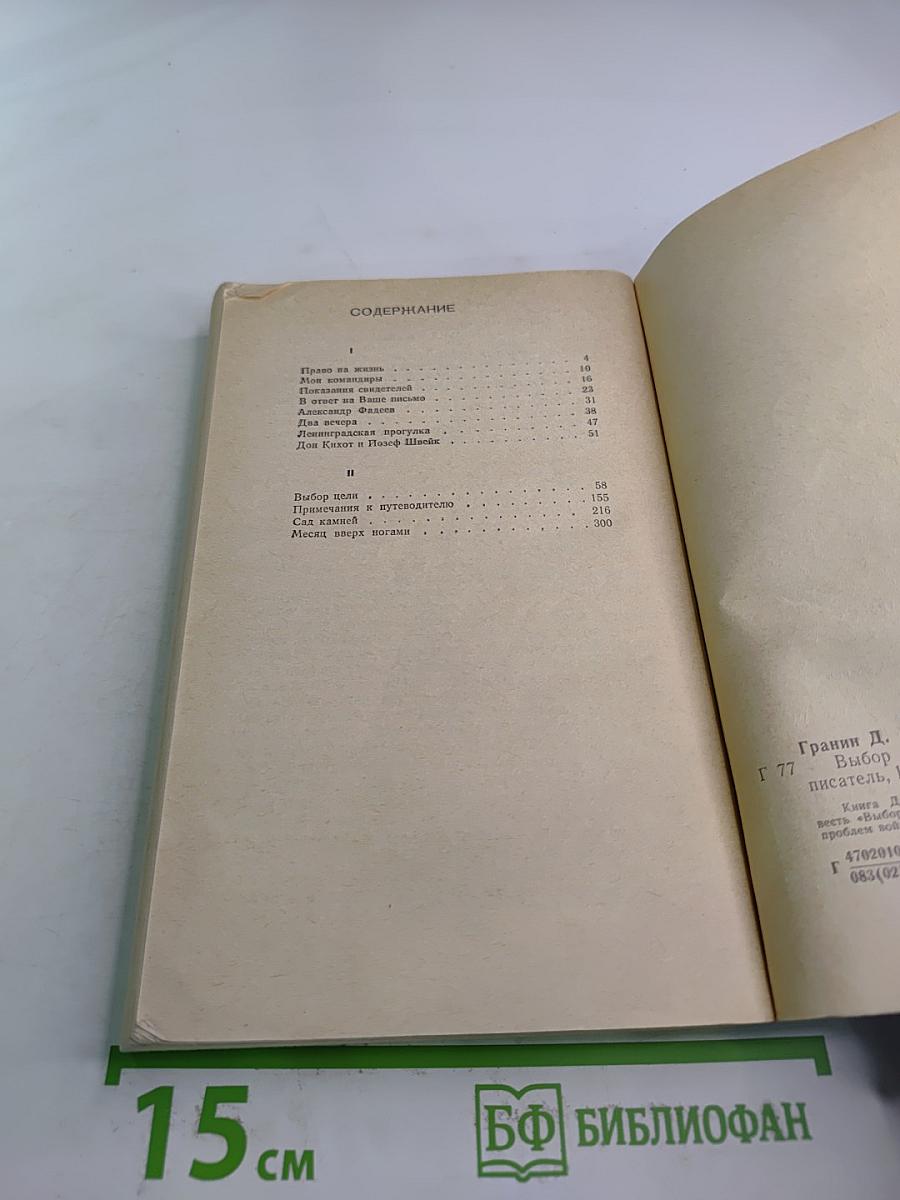 СОДЕРЖАНИЕ
I
Право на жизнь . . . . . . . . . . . . . . 4
Мои командиры . . . . . . . . . . . . . . 10
Показания свидетелей . . . . . . . . . . . . 16
В ответ на Ваше письмо . . . . . . . . . . . 23
Александр Фадеев . . . . . . . . . . . . . 31
Два вечера . . . . . . . . . . . . . . . 38
Ленинградская прогулка . . . . . . . . . . . 47
Дон Кихот и Йозеф Швейк . . . . . . . . . . 51
II
Выбор цели . . . . . . . . . . . . . . . 58
Примечания к путеводителю . . . . . . . . . 155
Сад камней . . . . . . . . . . . . . . . 216
Месяц вверх ногами . . . . . . . . . . . . 300
Гранин Д.
Г 77 Выбор
писатель,
Книга Д
весть «Выбор
проблем вой
Г 4702010
083(02
15 см
БФ БИБЛИОФАН